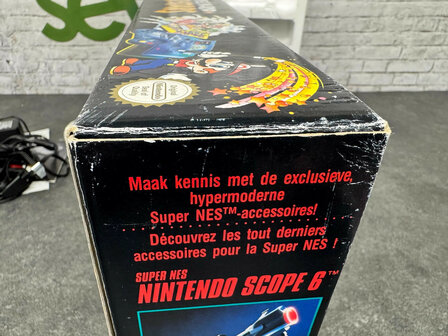 Maak kennis met de exclusieve,
hypermoderne
Super NES™-accessoires!
Découvrez les tout derniers
accessoires pour la Super NES !
SUPER NES
NINTENDO SCOPE 6™